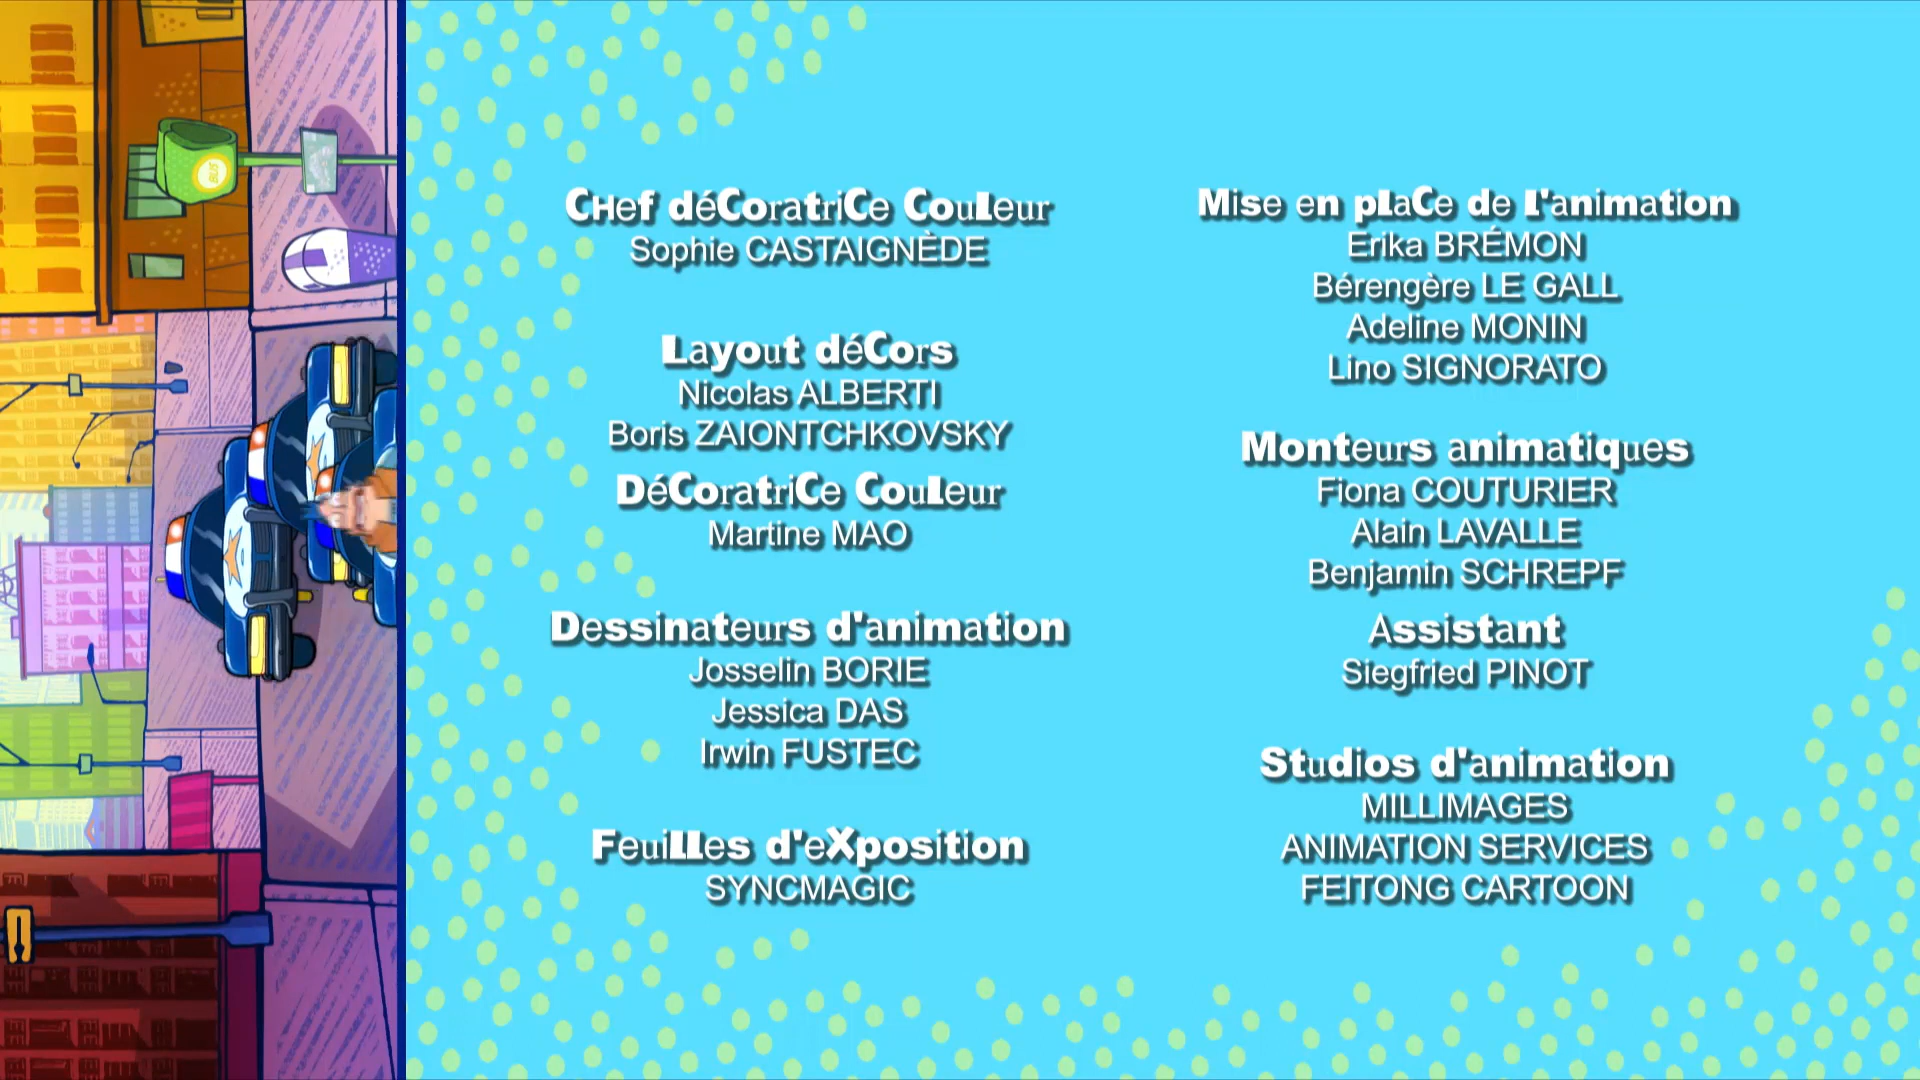 Chef décoratrice couleur
Sophie CASTAIGNÈDE
Layout décors
Nicolas ALBERTI
Boris ZAIONTCHKOVSKY
Décoratrice couleur
Martine MAO
Dessinateurs d'animation
Josselin BORIE
Jessica DAS
Irwin FUSTEC
Feuilles d'exposition
SYNCMAGIC
Mise en place de l'animation
Erika BRÉMON
Bérengère LE GALL
Adeline MONIN
Lino SIGNORATO
Monteurs animatiques
Fiona COUTURIER
Alain LAVALLE
Benjamin SCHREPF
Assistant
Siegfried PINOT
Studios d'animation
MILLIMAGES
ANIMATION SERVICES
FEITONG CARTOON
BUS